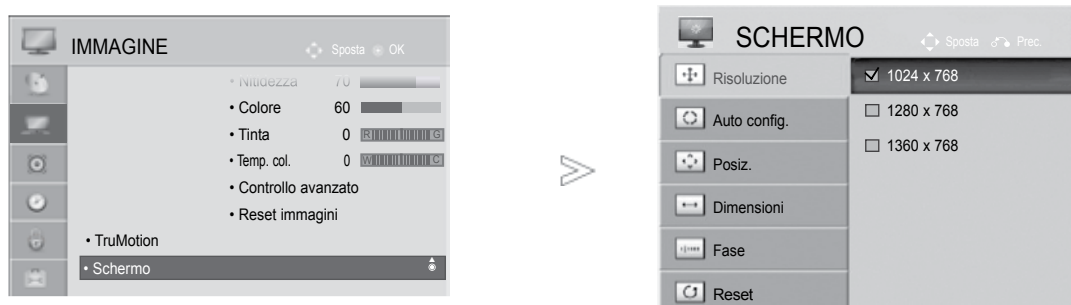 IMMAGINE
Sposta OK
• Nitidezza 70
• Colore 60
• Tinta 0 R G
• Temp. col. 0 W C
• Controllo avanzato
• Reset immagini
• TruMotion
• Schermo
SCHERMO
Sposta Prec.
Risoluzione
Auto config.
Posiz.
Dimensioni
Fase
Reset
1024 x 768
1280 x 768
1360 x 768